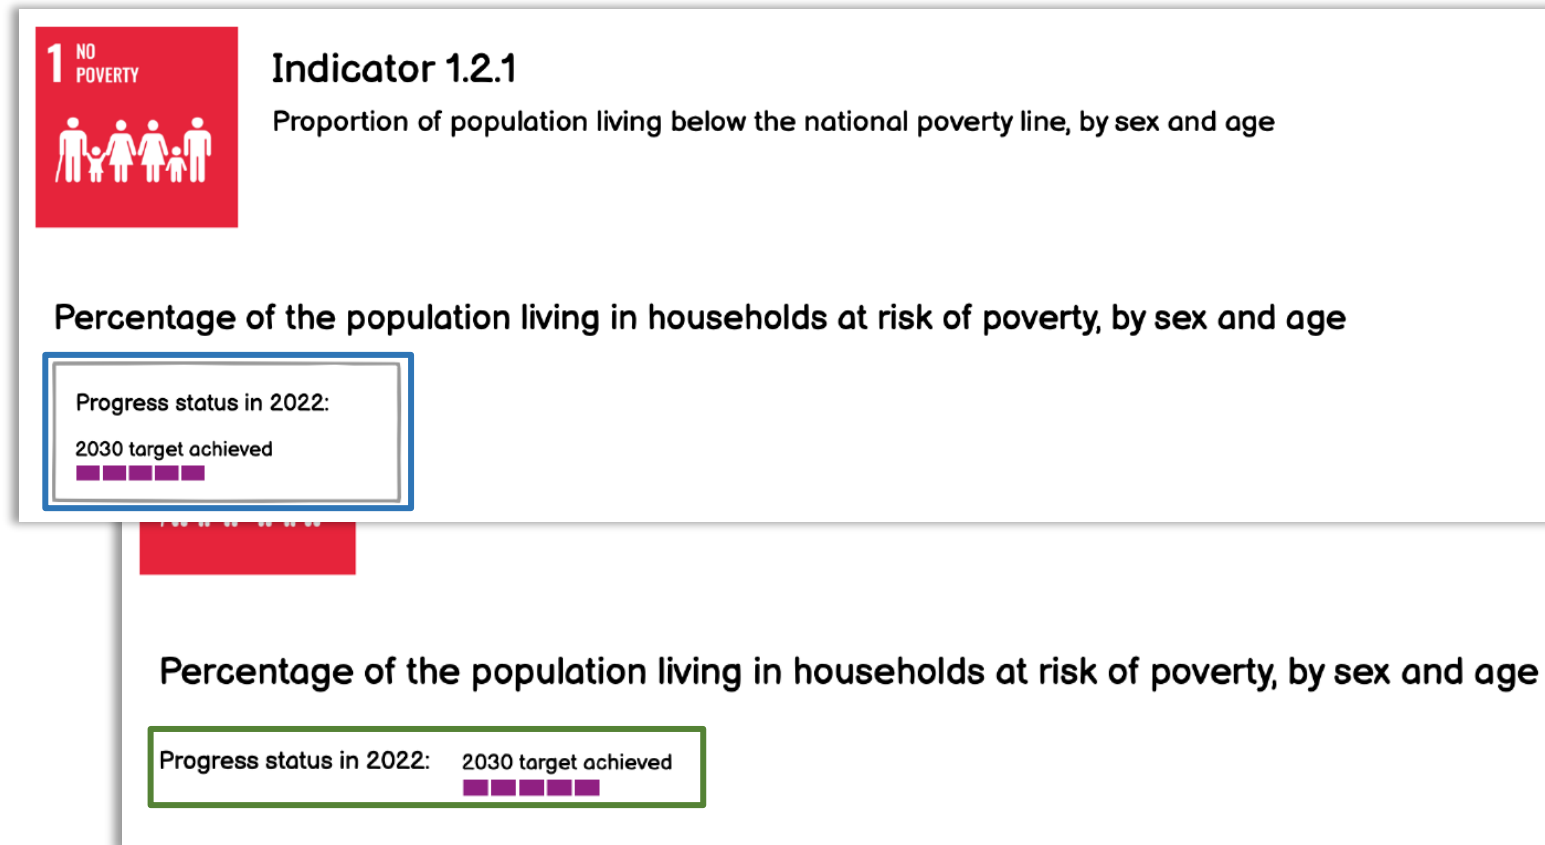 1 NO
POVERTY
Indicator 1.2.1
Proportion of population living below the national poverty line, by sex and age
Percentage of the population living in households at risk of poverty, by sex and age
Progress status in 2022:
2030 target achieved
Percentage of the population living in households at risk of poverty, by sex and age
Progress status in 2022: 2030 target achieved